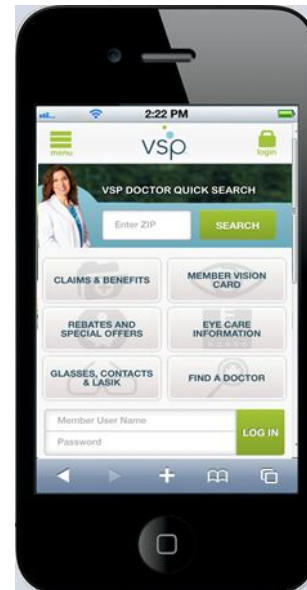 2:22 PM
menu
vsp
login
VSP DOCTOR QUICK SEARCH
Enter ZIP
SEARCH
CLAIMS & BENEFITS
MEMBER VISION
CARD
REBATES AND
SPECIAL OFFERS
EYE CARE
INFORMATION
GLASSES, CONTACTS
& LASIK
FIND A DOCTOR
Member User Name
Password
LOG IN